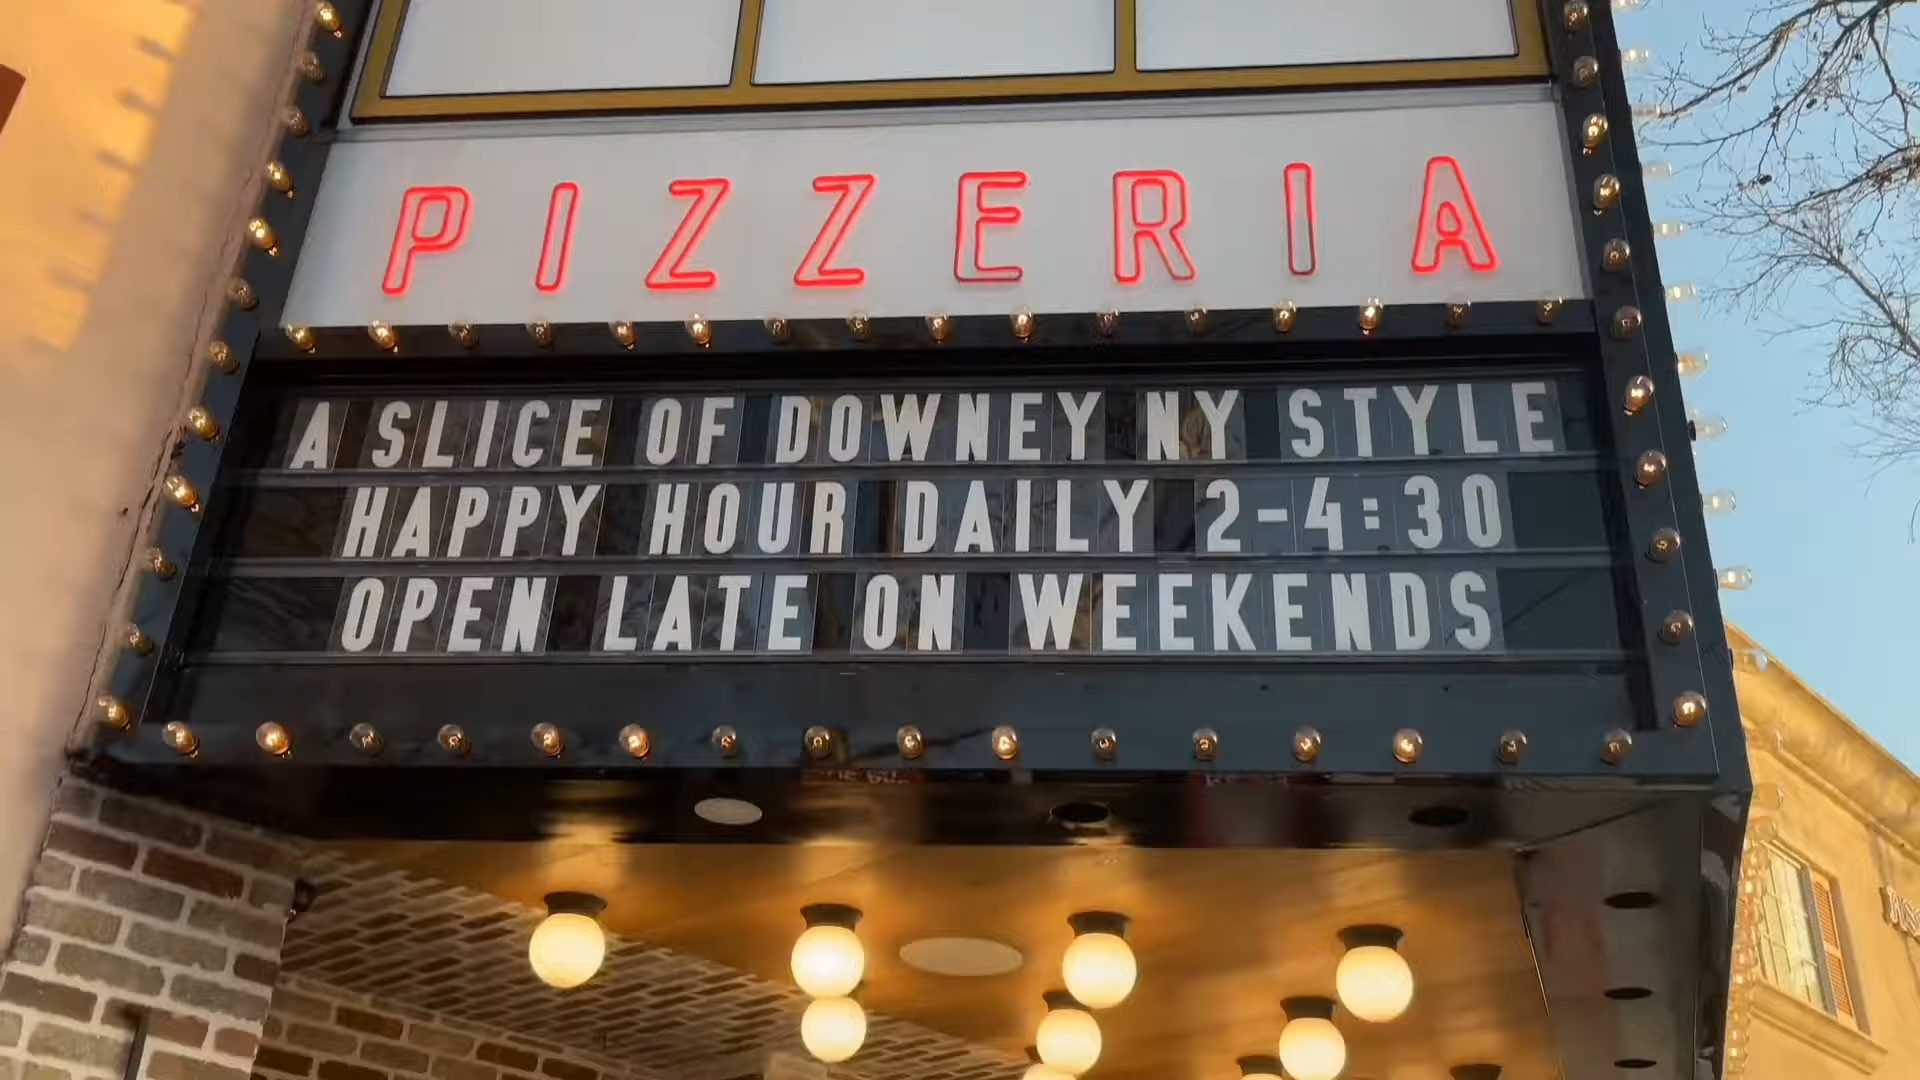 PIZZERIA
A SLICE OF DOWNEY NY STYLE
HAPPY HOUR DAILY 2-4:30
OPEN LATE ON WEEKENDS